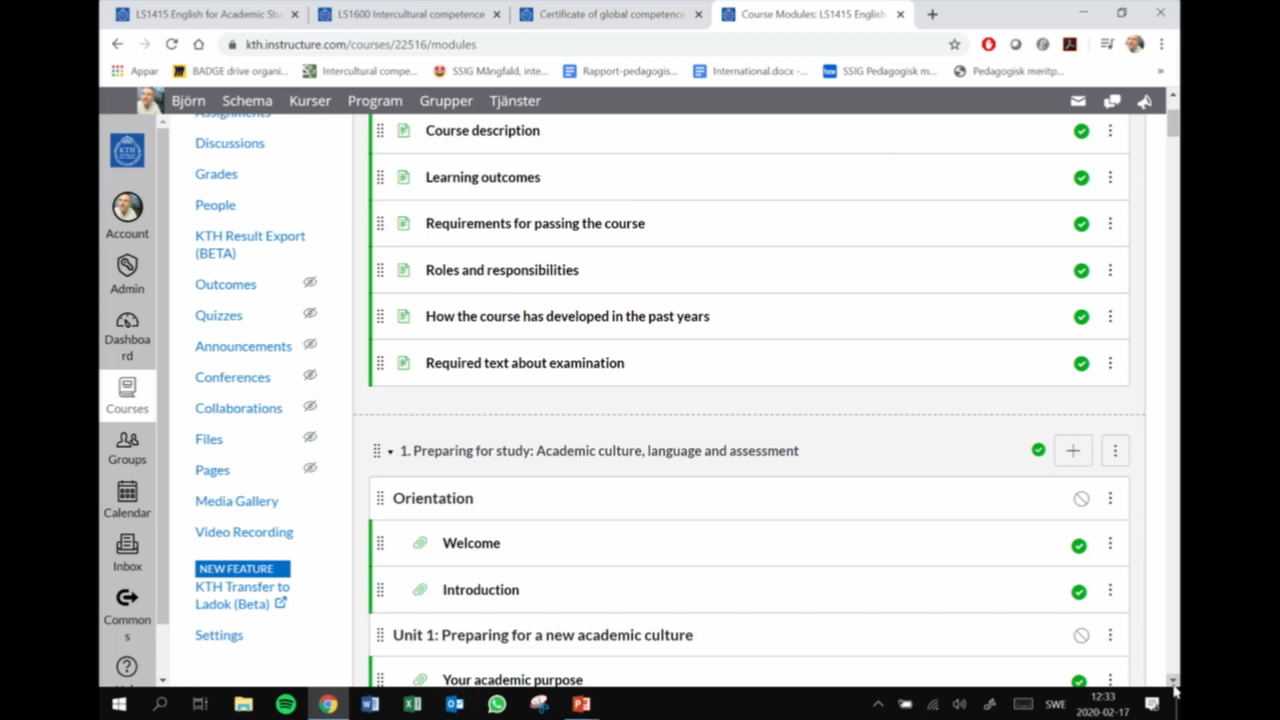 LS1415 English for Academic Stu
LS1600 Intercultural competence
Certificate of global competence
Course Modules: LS1415 English
kth.instructure.com/courses/22516/modules
Appar
BADGE drive organi...
Intercultural compe...
SSIG Mångfald, inte...
Rapport-pedagogis...
International.docx -...
box
SSIG Pedagogisk m...
Pedagogisk meritp...
»
Björn
Schema
Kurser
Program
Grupper
Tjänster
KTH
Account
Admin
Dashboa
rd
Courses
Groups
Calendar
Inbox
Common
s
Assignments
Discussions
Grades
People
KTH Result Export
(BETA)
Outcomes
Quizzes
Announcements
Conferences
Collaborations
Files
Pages
Media Gallery
Video Recording
NEW FEATURE
KTH Transfer to
Ladok (Beta)
Settings
Course description
Learning outcomes
Requirements for passing the course
Roles and responsibilities
How the course has developed in the past years
Required text about examination
1. Preparing for study: Academic culture, language and assessment
Orientation
Welcome
Introduction
Unit 1: Preparing for a new academic culture
Your academic purpose
SWE
12:33
2020-02-17